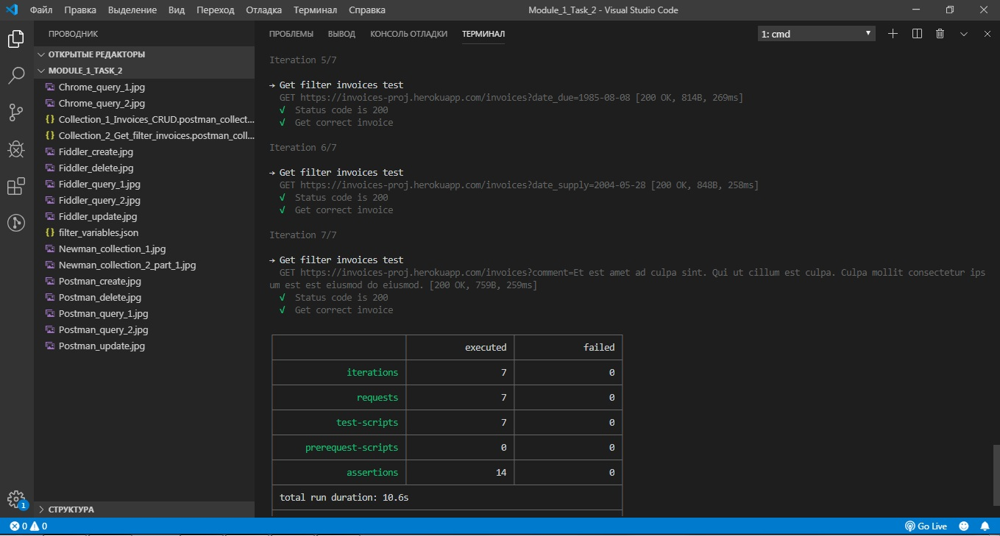 Файл Правка Выделение Вид Переход Отладка Терминал Справка
Module_1_Task_2 - Visual Studio Code
ПРОВОДНИК
ОТКРЫТЫЕ РЕДАКТОРЫ
MODULE_1_TASK_2
Chrome_query_1.jpg
Chrome_query_2.jpg
{} Collection_1_Invoices_CRUD.postman_collect...
{} Collection_2_Get_filter_invoices.postman_coll...
Fiddler_create.jpg
Fiddler_delete.jpg
Fiddler_query_1.jpg
Fiddler_query_2.jpg
Fiddler_update.jpg
{} filter_variables.json
Newman_collection_1.jpg
Newman_collection_2_part_1.jpg
Postman_create.jpg
Postman_delete.jpg
Postman_query_1.jpg
Postman_query_2.jpg
Postman_update.jpg
СТРУКТУРА
1
ПРОБЛЕМЫ ВЫВОД КОНСОЛЬ ОТЛАДКИ ТЕРМИНАЛ
1: cmd
Iteration 5/7
→ Get filter invoices test
GET https://invoices-proj.herokuapp.com/invoices?date_due=1985-08-08 [200 OK, 814B, 269ms]
√ Status code is 200
√ Get correct invoice
Iteration 6/7
→ Get filter invoices test
GET https://invoices-proj.herokuapp.com/invoices?date_supply=2004-05-28 [200 OK, 848B, 258ms]
√ Status code is 200
√ Get correct invoice
Iteration 7/7
→ Get filter invoices test
GET https://invoices-proj.herokuapp.com/invoices?comment=Et est amet ad culpa sint. Qui ut cillum est culpa. Culpa mollit consectetur ips
um est est eiusmod do eiusmod. [200 OK, 759B, 259ms]
√ Status code is 200
√ Get correct invoice
executed failed
iterations 7 0
requests 7 0
test-scripts 7 0
prerequest-scripts 0 0
assertions 14 0
total run duration: 10.6s
0 0
Go Live